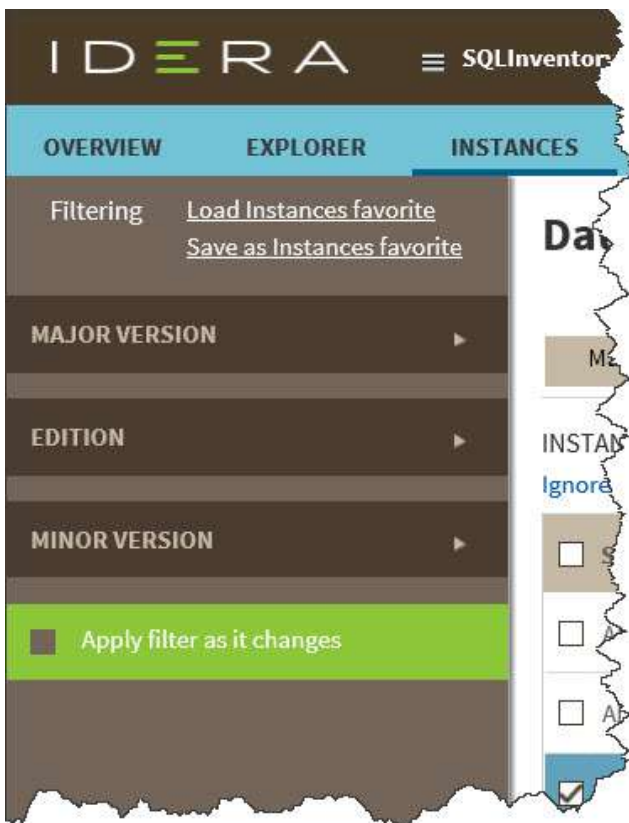 IDERA
OVERVIEW EXPLORER INSTANCES
Filtering Load Instances favorite
Save as Instances favorite
MAJOR VERSION
EDITION
Ignore
MINOR VERSION
Apply filter as it changes